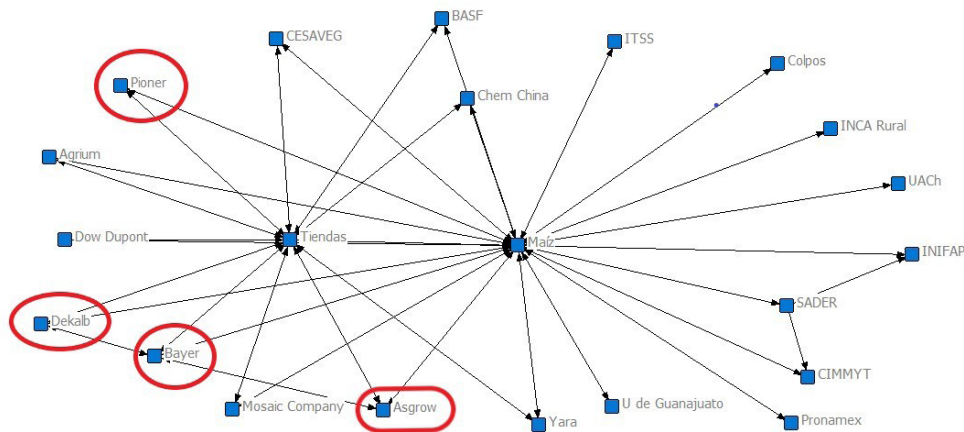 BASF
CESAVEG
ITSS
Colpos
Pioner
Chem China
INCA Rural
Agrium
UACh
Dow Dupont
Tiendas
Maíz
INIFAP
SADER
Dekalb
Bayer
CIMMYT
Mosaic Company
Asgrow
U de Guanajuato
Yara
Pronamex